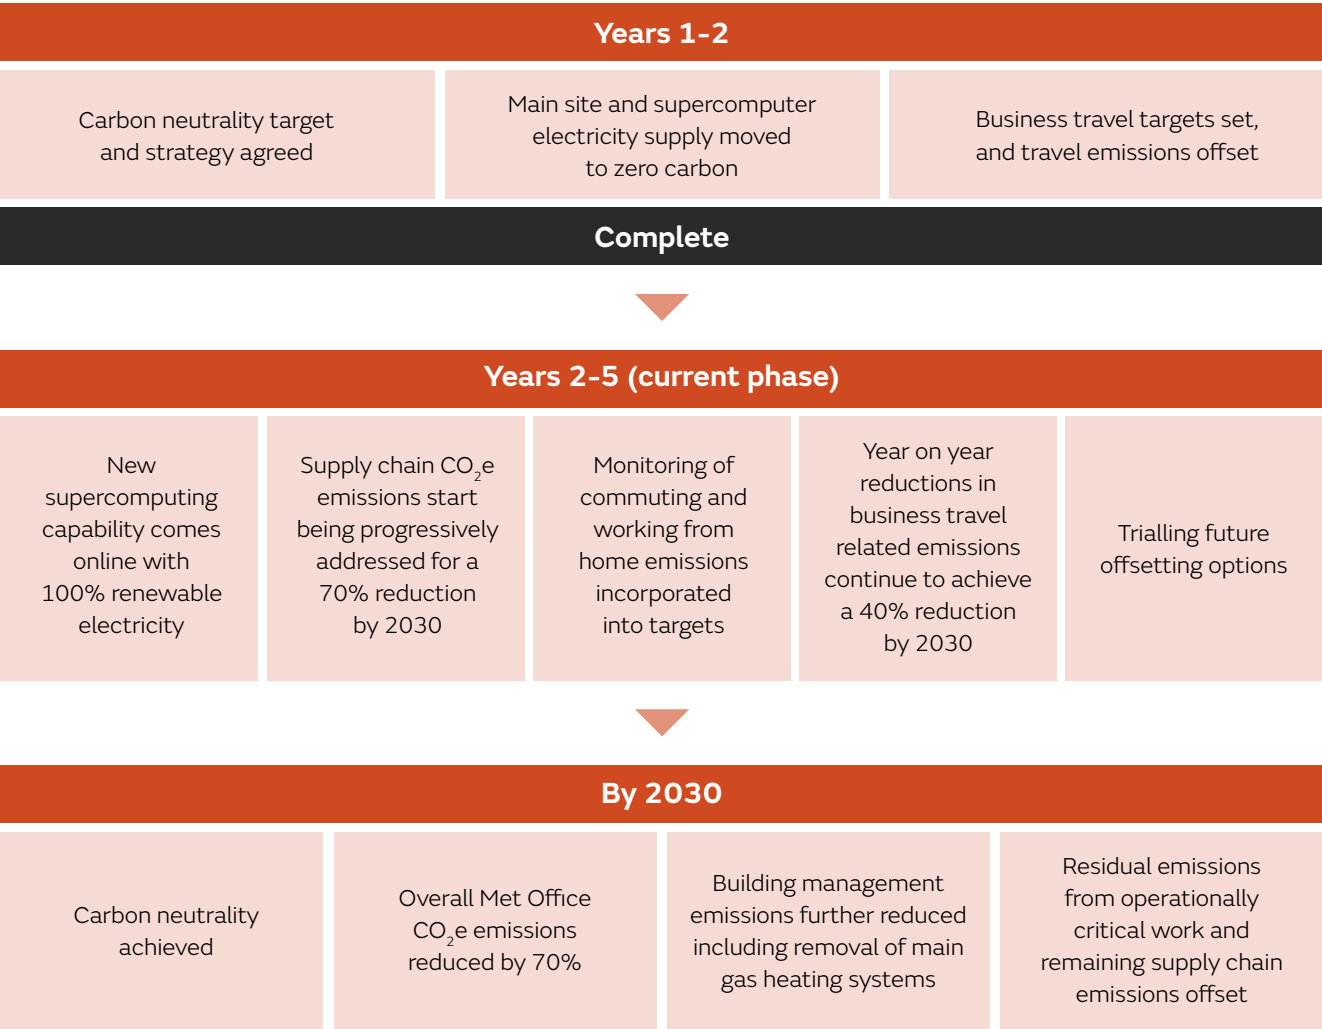 Years 1-2
Carbon neutrality target
and strategy agreed
Main site and supercomputer
electricity supply moved
to zero carbon
Business travel targets set,
and travel emissions offset
Complete
Years 2-5 (current phase)
New
supercomputing
capability comes
online with
100% renewable
electricity
Supply chain CO₂e
emissions start
being progressively
addressed for a
70% reduction
by 2030
Monitoring of
commuting and
working from
home emissions
incorporated
into targets
Year on year
reductions in
business travel
related emissions
continue to achieve
a 40% reduction
by 2030
Trialling future
offsetting options
By 2030
Carbon neutrality
achieved
Overall Met Office
CO₂e emissions
reduced by 70%
Building management
emissions further reduced
including removal of main
gas heating systems
Residual emissions
from operationally
critical work and
remaining supply chain
emissions offset